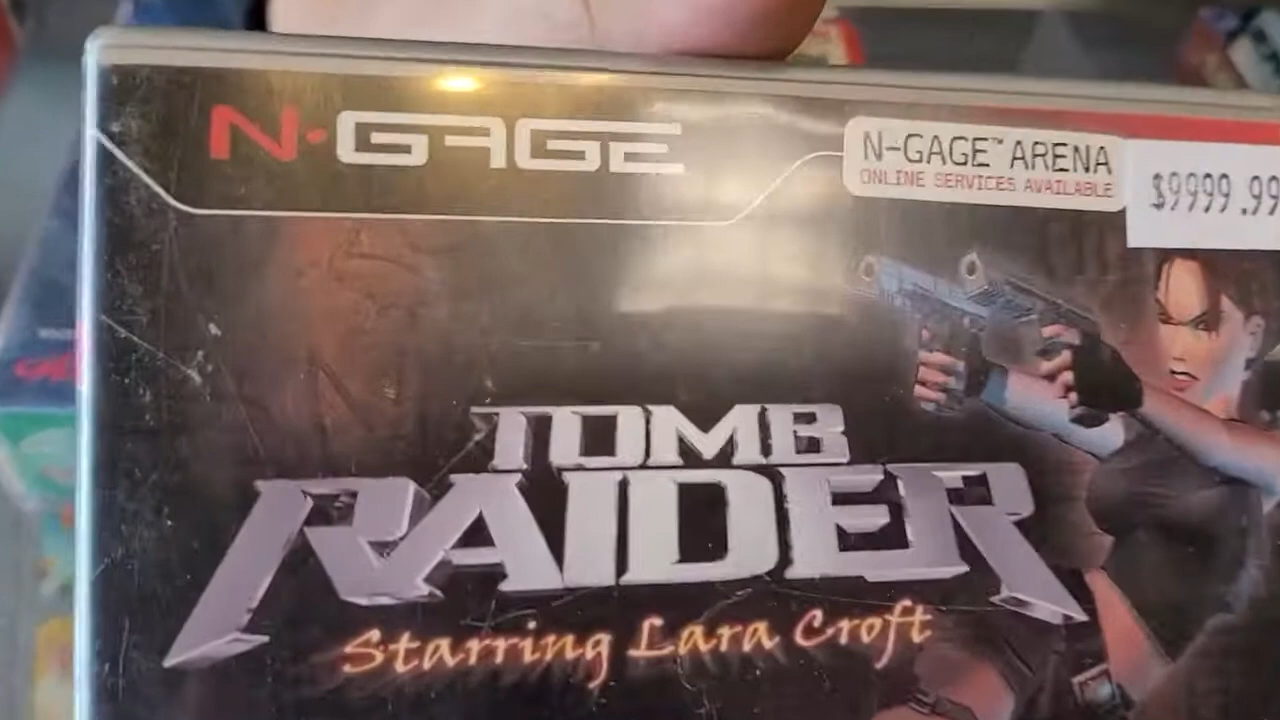 N·GAGE
N-GAGE™ ARENA
ONLINE SERVICES AVAILABLE
$9999.99
TOMB
RAIDER
Starring Lara Croft